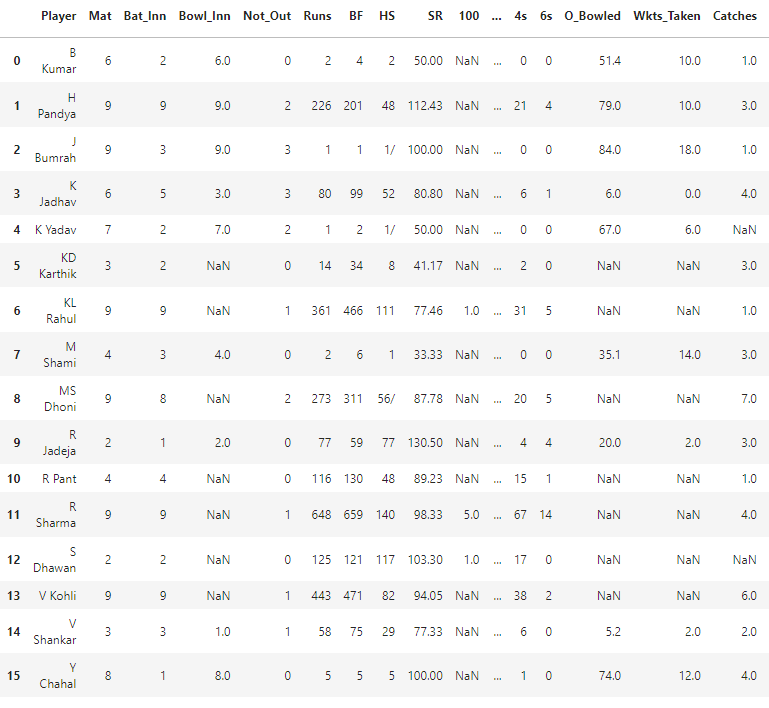 Player Mat Bat_Inn Bowl_Inn Not_Out Runs BF HS SR 100 ... 4s 6s O_Bowled Wkts_Taken Catches
0 B Kumar 6 2 6.0 0 2 4 2 50.00 NaN ... 0 0 51.4 10.0 1.0
1 H Pandya 9 9 9.0 2 226 201 48 112.43 NaN ... 21 4 79.0 10.0 3.0
2 J Bumrah 9 3 9.0 3 1 1 1/ 100.00 NaN ... 0 0 84.0 18.0 1.0
3 K Jadhav 6 5 3.0 3 80 99 52 80.80 NaN ... 6 1 6.0 0.0 4.0
4 K Yadav 7 2 7.0 2 1 2 1/ 50.00 NaN ... 0 0 67.0 6.0 NaN
5 KD Karthik 3 2 NaN 0 14 34 8 41.17 NaN ... 2 0 NaN NaN 3.0
6 KL Rahul 9 9 NaN 1 361 466 111 77.46 1.0 ... 31 5 NaN NaN 1.0
7 M Shami 4 3 4.0 0 2 6 1 33.33 NaN ... 0 0 35.1 14.0 3.0
8 MS Dhoni 9 8 NaN 2 273 311 56/ 87.78 NaN ... 20 5 NaN NaN 7.0
9 R Jadeja 2 1 2.0 0 77 59 77 130.50 NaN ... 4 4 20.0 2.0 3.0
10 R Pant 4 4 NaN 0 116 130 48 89.23 NaN ... 15 1 NaN NaN 1.0
11 R Sharma 9 9 NaN 1 648 659 140 98.33 5.0 ... 67 14 NaN NaN 4.0
12 S Dhawan 2 2 NaN 0 125 121 117 103.30 1.0 ... 17 0 NaN NaN NaN
13 V Kohli 9 9 NaN 1 443 471 82 94.05 NaN ... 38 2 NaN NaN 6.0
14 V Shankar 3 3 1.0 1 58 75 29 77.33 NaN ... 6 0 5.2 2.0 2.0
15 Y Chahal 8 1 8.0 0 5 5 5 100.00 NaN ... 1 0 74.0 12.0 4.0